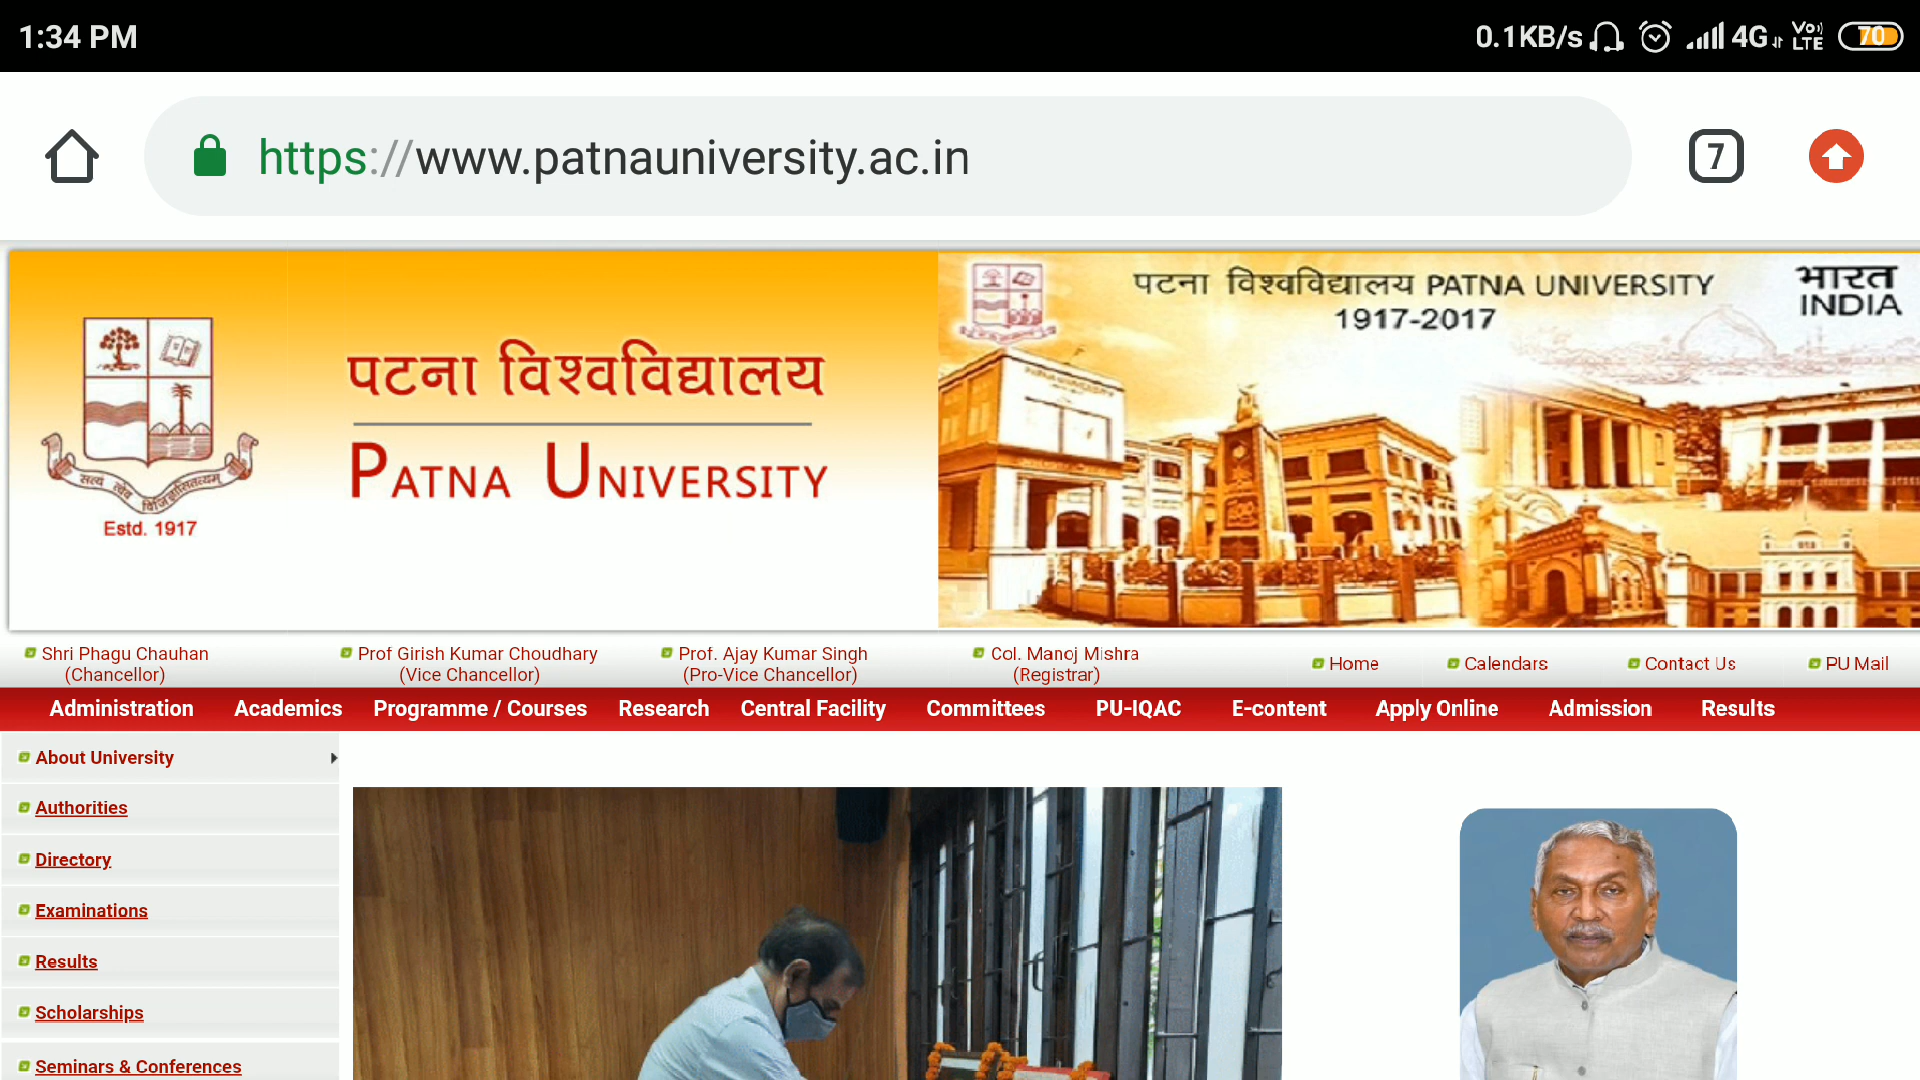 1:34 PM
0.1KB/s 4G Vo) LTE 70
https://www.patnauniversity.ac.in
7
पटना विश्वविद्यालय PATNA UNIVERSITY
1917-2017
भारत
INDIA
पटना विश्वविद्यालय
PATNA UNIVERSITY
सत्यं त्वेव विजिज्ञासितव्यम्
Estd. 1917
Shri Phagu Chauhan
(Chancellor)
Prof Girish Kumar Choudhary
(Vice Chancellor)
Prof. Ajay Kumar Singh
(Pro-Vice Chancellor)
Col. Manoj Mishra
(Registrar)
Home
Calendars
Contact Us
PU Mail
Administration
Academics
Programme / Courses
Research
Central Facility
Committees
PU-IQAC
E-content
Apply Online
Admission
Results
About University
Authorities
Directory
Examinations
Results
Scholarships
Seminars & Conferences